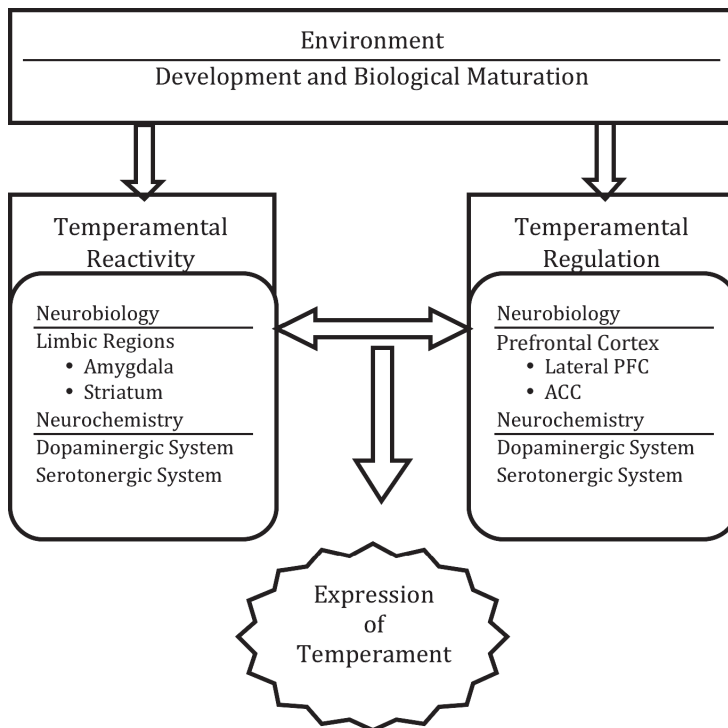 Environment
Development and Biological Maturation
Temperamental
Reactivity
Neurobiology
Limbic Regions
• Amygdala
• Striatum
Neurochemistry
Dopaminergic System
Serotonergic System
Temperamental
Regulation
Neurobiology
Prefrontal Cortex
• Lateral PFC
• ACC
Neurochemistry
Dopaminergic System
Serotonergic System
Expression
of
Temperament